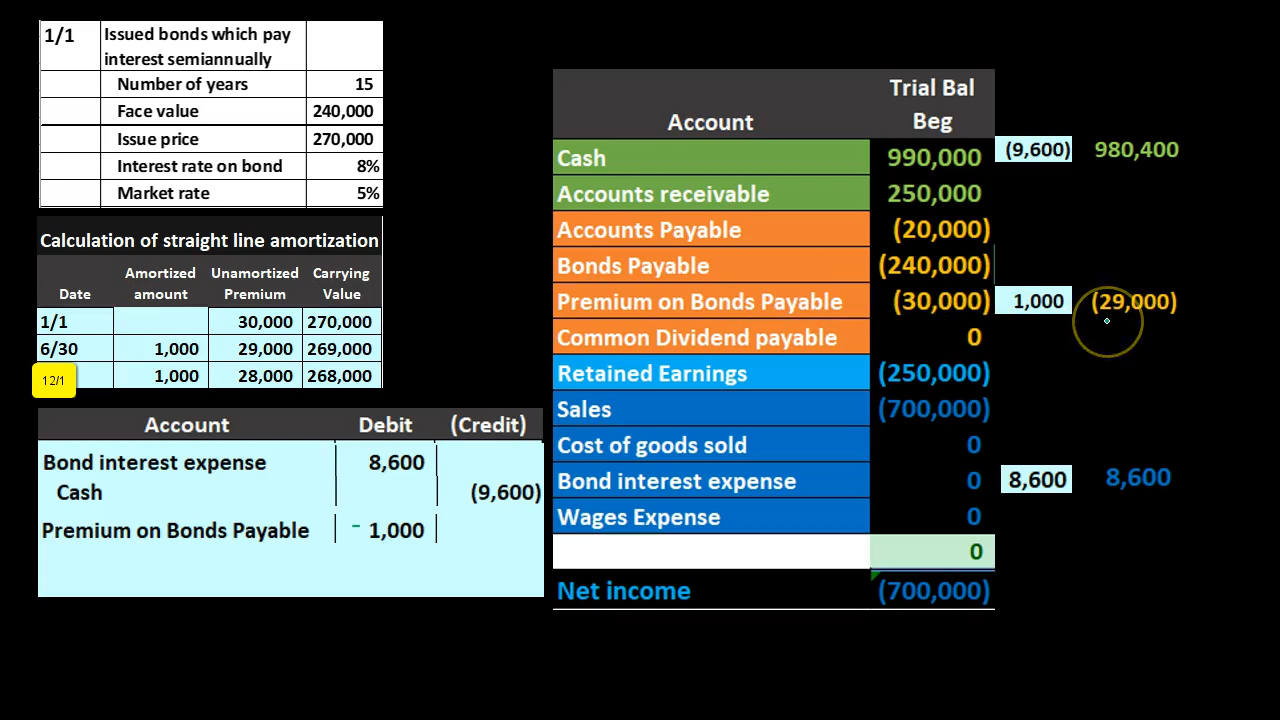 1/1 Issued bonds which pay
interest semiannually
Number of years 15
Face value 240,000
Issue price 270,000
Interest rate on bond 8%
Market rate 5%
Calculation of straight line amortization
Amortized Unamortized Carrying
Date amount Premium Value
1/1 30,000 270,000
6/30 1,000 29,000 269,000
12/1 1,000 28,000 268,000
Account Debit (Credit)
Bond interest expense 8,600
Cash (9,600)
Premium on Bonds Payable - 1,000
Trial Bal
Account Beg
Cash 990,000 (9,600) 980,400
Accounts receivable 250,000
Accounts Payable (20,000)
Bonds Payable (240,000)
Premium on Bonds Payable (30,000) 1,000 (29,000)
Common Dividend payable 0
Retained Earnings (250,000)
Sales (700,000)
Cost of goods sold 0
Bond interest expense 0 8,600 8,600
Wages Expense 0
0
Net income (700,000)